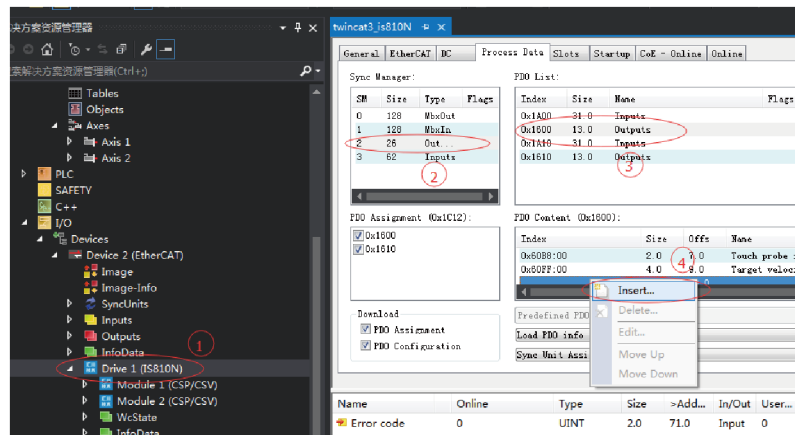 决方案资源管理器
索解决方案资源管理器(Ctrl+;)
Tables
Objects
Axes
Axis 1
Axis 2
PLC
SAFETY
C++
I/O
Devices
Device 2 (EtherCAT)
Image
Image-Info
SyncUnits
Inputs
Outputs
InfoData
1
Drive 1 (IS810N)
Module 1 (CSP/CSV)
Module 2 (CSP/CSV)
WcState
InfoData
twincat3_is810N
General EtherCAT DC Process Data Slots Startup CoE - Online Online
Sync Manager:
SM Size Type Flags
0 128 MbxOut
1 128 MbxIn
2 26 Out...
3 62 Inputs
2
PDO List:
Index Size Name Flags
0x1A00 31.0 Inputs
0x1600 13.0 Outputs
0x1A10 31.0 Inputs
0x1610 13.0 Outputs
3
PDO Assignment (0x1C12):
0x1600
0x1610
PDO Content (0x1600):
Index Size Offs Name
0x60B8:00 2.0 7.0 Touch probe
0x60FF:00 4.0 9.0 Target veloc
4
Insert...
Delete...
Edit...
Move Up
Move Down
Download
PDO Assignment
PDO Configuration
Predefined PDO
Load PDO info
Sync Unit Assi
Name Online Type Size >Add... In/Out User...
Error code 0 UINT 2.0 71.0 Input 0